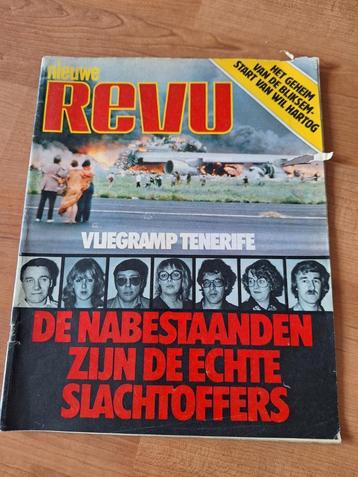 nieuwe
REVU
HET GEHEIM
VAN DE BLIKSEM-
START VAN WIL HARTOG
VLIEGRAMP TENERIFE
DE NABESTAANDEN
ZIJN DE ECHTE
SLACHTOFFERS